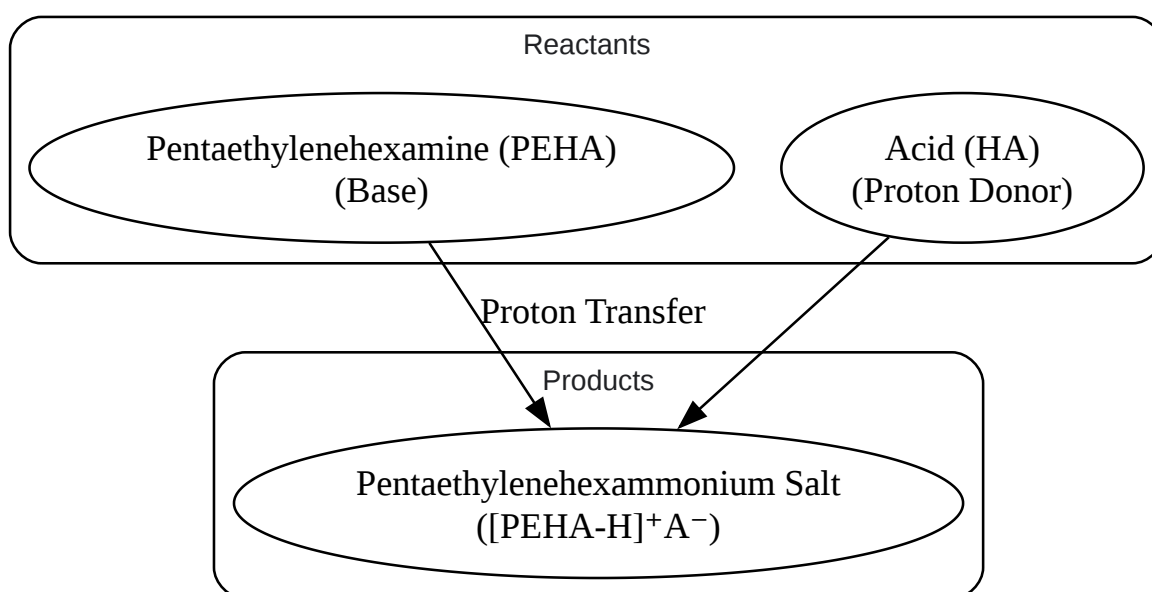 Reactants
Pentaethylenehexamine (PEHA)
(Base)
Acid (HA)
(Proton Donor)
Proton Transfer
Products
Pentaethylenehexammonium Salt
([PEHA-H]⁺A⁻)